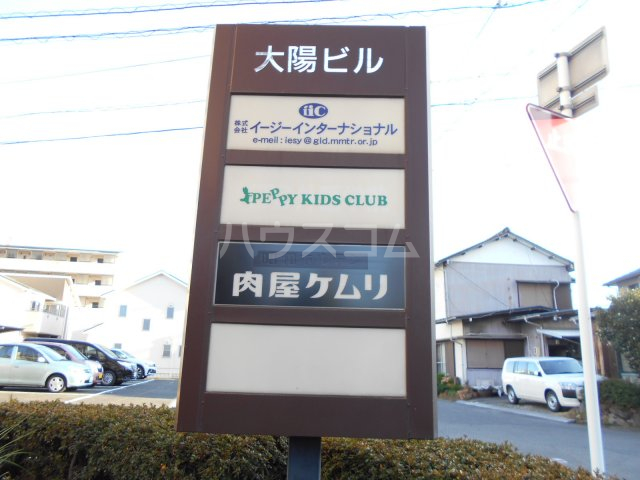 大陽ビル
iiC
株式会社 イージーインターナショナル
e-meil : iesy@gld.mmtr.or.jp
PEPPY KIDS CLUB
ハウスコム
肉屋ケムリ